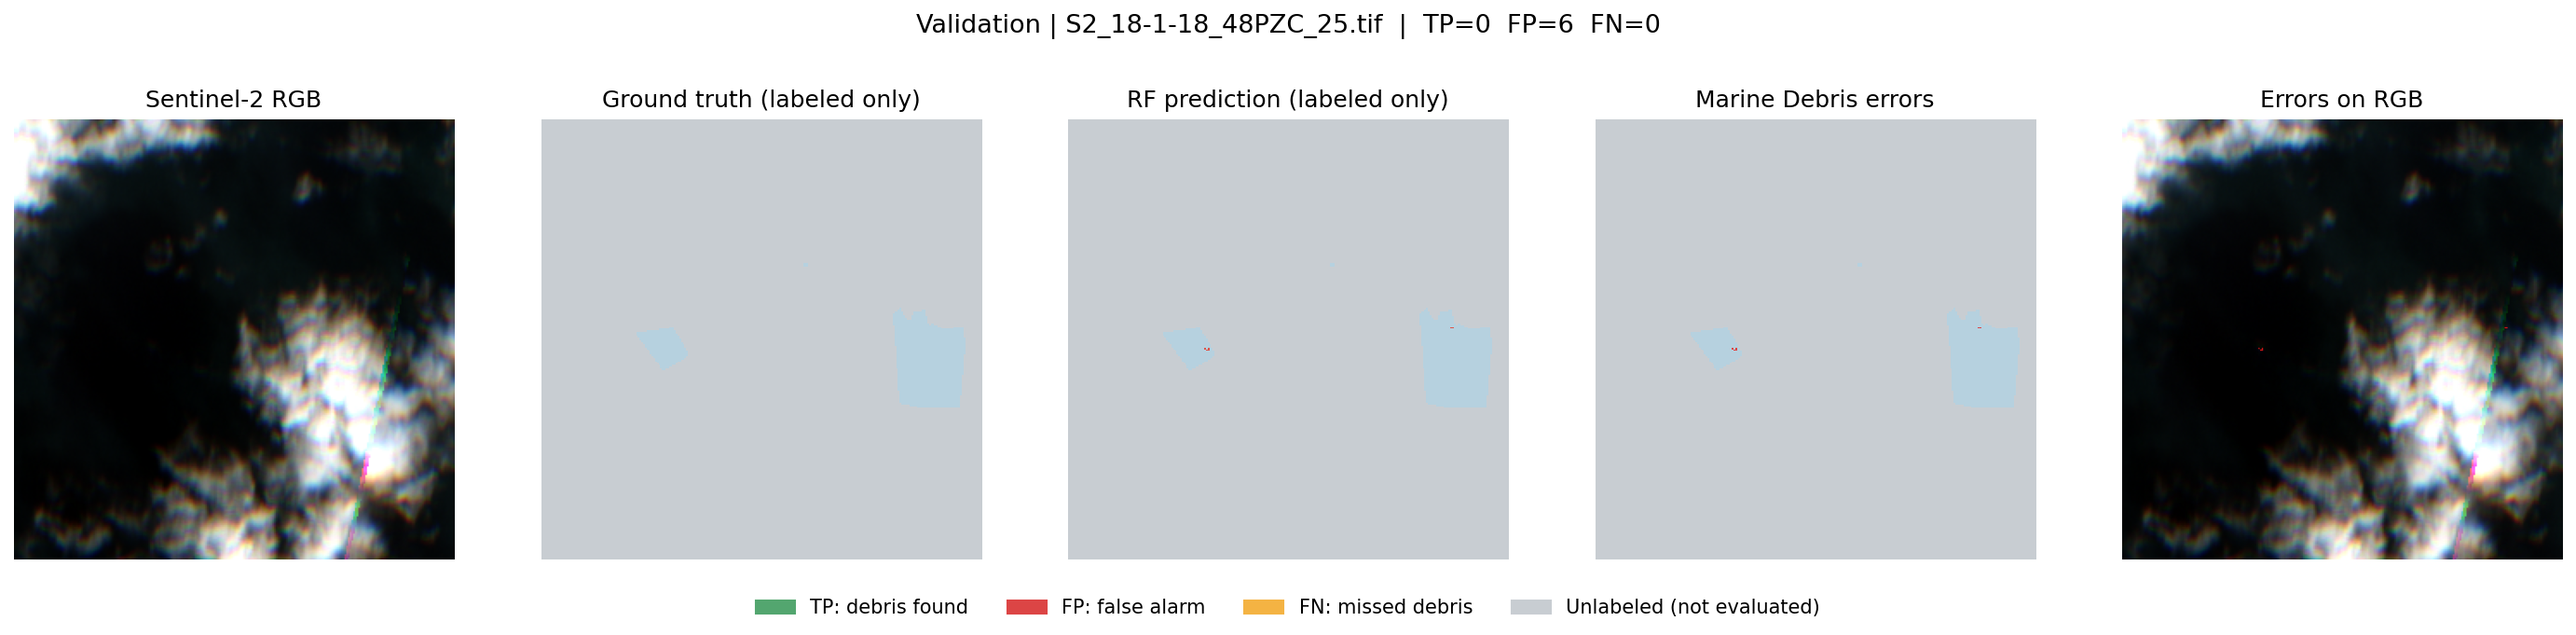 Validation | S2_18-1-18_48PZC_25.tif | TP=0 FP=6 FN=0
Sentinel-2 RGB
Ground truth (labeled only)
RF prediction (labeled only)
Marine Debris errors
Errors on RGB
TP: debris found
FP: false alarm
FN: missed debris
Unlabeled (not evaluated)